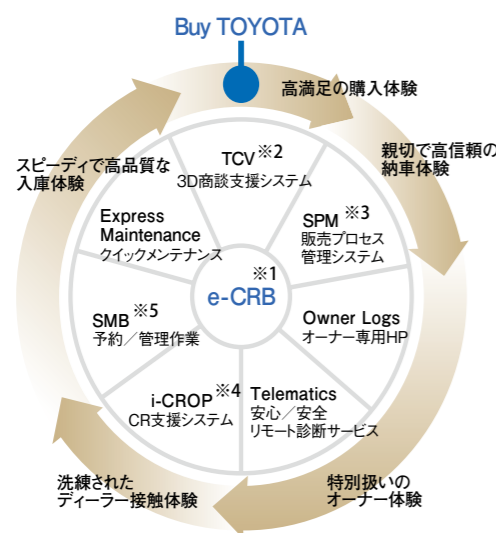 Buy TOYOTA
高満足の購入体験
親切で高信頼の
納車体験
スピーディで高品質な
入庫体験
TCV※2
3D商談支援システム
SPM※3
販売プロセス
管理システム
Express
Maintenance
クイックメンテナンス
※1
e-CRB
Owner Logs
オーナー専用HP
SMB※5
予約／管理作業
i-CROP※4
CR支援システム
Telematics
安心／安全
リモート診断サービス
洗練された
ディーラー接触体験
特別扱いの
オーナー体験